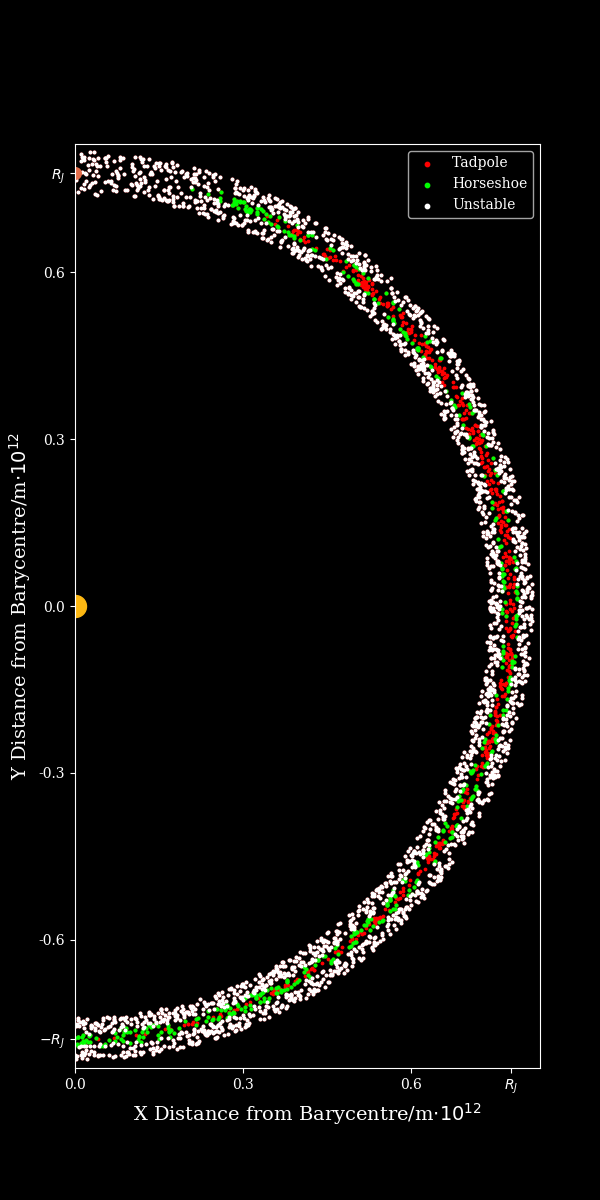 Tadpole
Horseshoe
Unstable
R_J
0.6
0.3
0.0
-0.3
-0.6
−R_J
Y Distance from Barycentre/m·10^12
0.0 0.3 0.6 R_J
X Distance from Barycentre/m·10^12